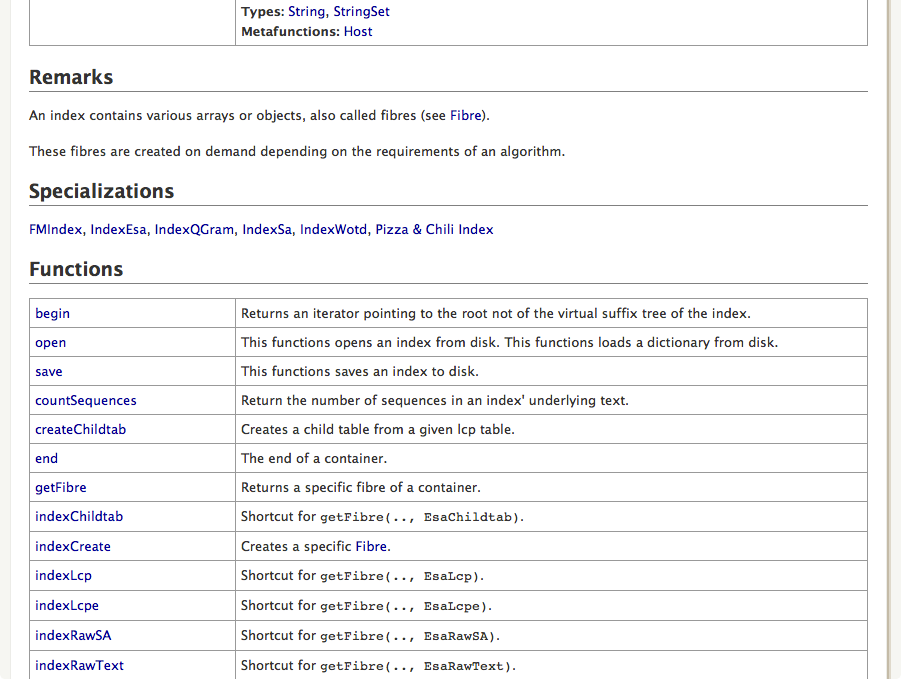 Types: String, StringSet
Metafunctions: Host
Remarks
An index contains various arrays or objects, also called fibres (see Fibre).
These fibres are created on demand depending on the requirements of an algorithm.
Specializations
FMIndex, IndexEsa, IndexQGram, IndexSa, IndexWotd, Pizza & Chili Index
Functions
begin Returns an iterator pointing to the root not of the virtual suffix tree of the index.
open This functions opens an index from disk. This functions loads a dictionary from disk.
save This functions saves an index to disk.
countSequences Return the number of sequences in an index' underlying text.
createChildtab Creates a child table from a given lcp table.
end The end of a container.
getFibre Returns a specific fibre of a container.
indexChildtab Shortcut for getFibre(.., EsaChildtab).
indexCreate Creates a specific Fibre.
indexLcp Shortcut for getFibre(.., EsaLcp).
indexLcpe Shortcut for getFibre(.., EsaLcpe).
indexRawSA Shortcut for getFibre(.., EsaRawSA).
indexRawText Shortcut for getFibre(.., EsaRawText).